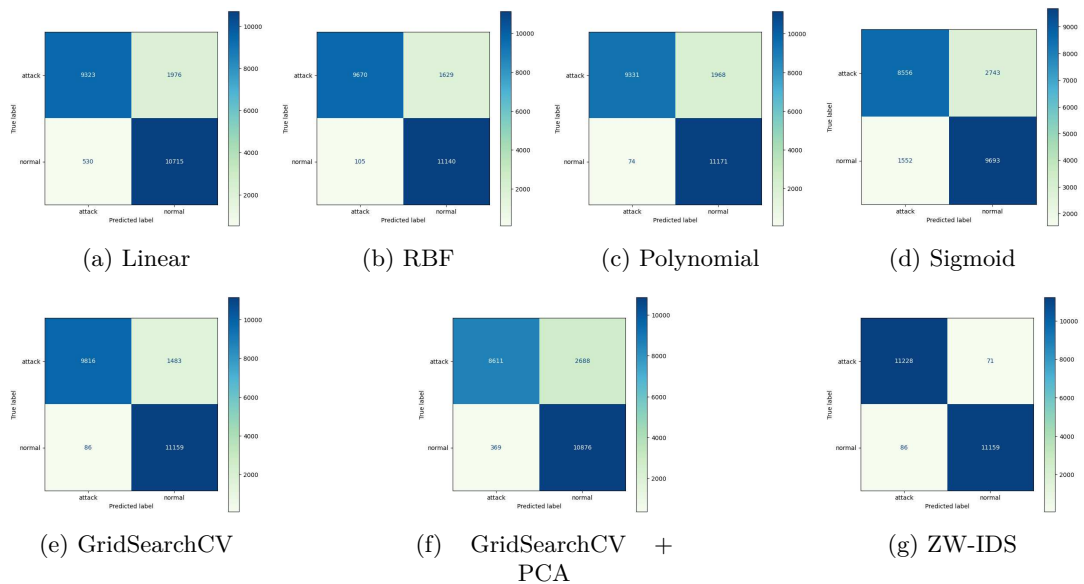 10000
8000
6000
4000
2000
True label
attack
9323
1976
normal
530
10715
attack
normal
Predicted label
(a) Linear
10000
8000
6000
4000
2000
True label
attack
9670
1629
normal
105
11140
attack
normal
Predicted label
(b) RBF
10000
8000
6000
4000
2000
True label
attack
9331
1968
normal
74
11171
attack
normal
Predicted label
(c) Polynomial
9000
8000
7000
6000
5000
4000
3000
2000
True label
attack
8556
2743
normal
1552
9693
attack
normal
Predicted label
(d) Sigmoid
10000
8000
6000
4000
2000
True label
attack
9816
1483
normal
86
11159
attack
normal
Predicted label
(e) GridSearchCV
10000
8000
6000
4000
2000
True label
attack
8611
2688
normal
369
10876
attack
normal
Predicted label
(f) GridSearchCV +
PCA
10000
8000
6000
4000
2000
True label
attack
11228
71
normal
86
11159
attack
normal
Predicted label
(g) ZW-IDS